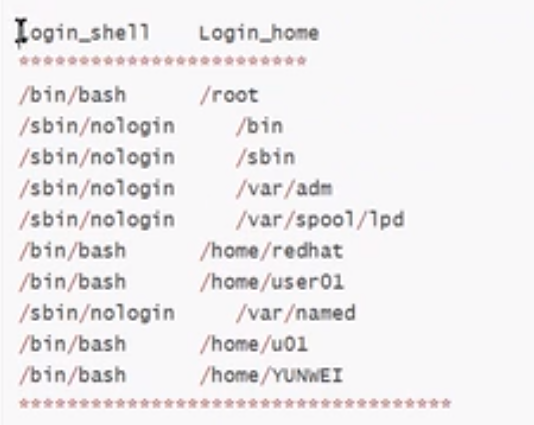 Login_shell    Login_home
************************
/bin/bash      /root
/sbin/nologin     /bin
/sbin/nologin     /sbin
/sbin/nologin     /var/adm
/sbin/nologin     /var/spool/lpd
/bin/bash      /home/redhat
/bin/bash      /home/user01
/sbin/nologin     /var/named
/bin/bash      /home/u01
/bin/bash      /home/YUNWEI
************************************